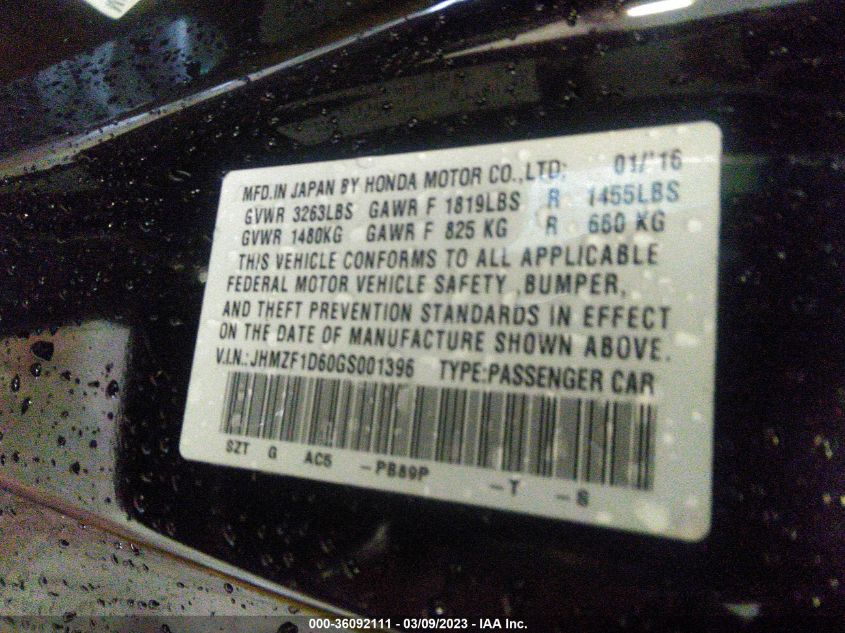 MFD.IN JAPAN BY HONDA MOTOR CO.,LTD: 01/'16
GVWR 3263LBS GAWR F 1819LBS R 1455LBS
GVWR 1480KG GAWR F 825 KG R 660 KG
THIS VEHICLE CONFORMS TO ALL APPLICABLE
FEDERAL MOTOR VEHICLE SAFETY ,BUMPER,
AND THEFT PREVENTION STANDARDS IN EFFECT
ON THE DATE OF MANUFACTURE SHOWN ABOVE.
V.I.N.:JHMZF1D60GS001396 TYPE:PASSENGER CAR
SZT G AC5 -PB89P -T -S
000-36092111 - 03/09/2023 - IAA Inc.